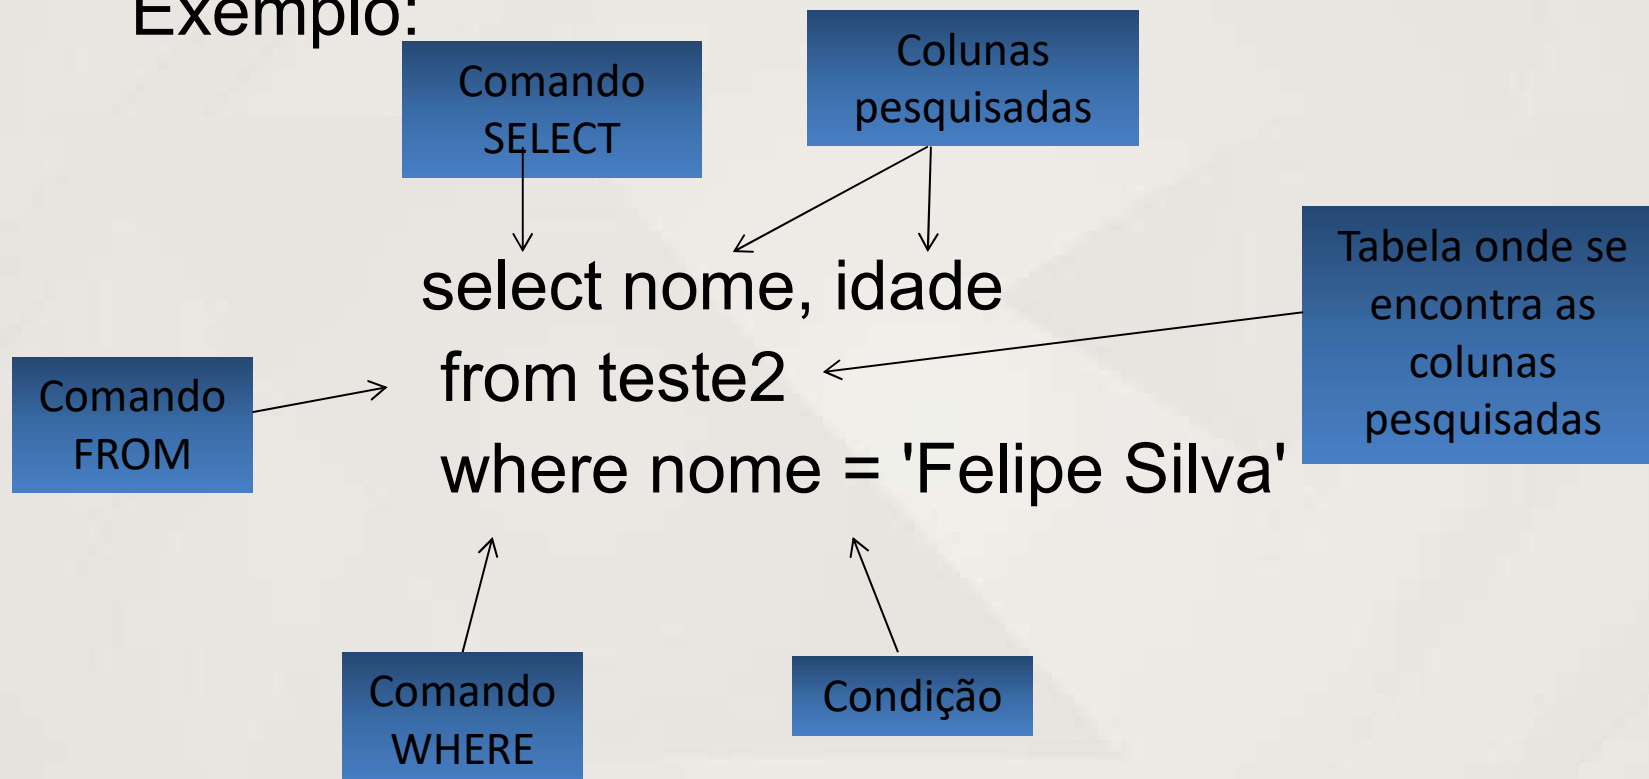 Exemplo:
Comando
SELECT
Colunas
pesquisadas
select nome, idade
from teste2
where nome = 'Felipe Silva'
Tabela onde se
encontra as
colunas
pesquisadas
Comando
FROM
Comando
WHERE
Condição